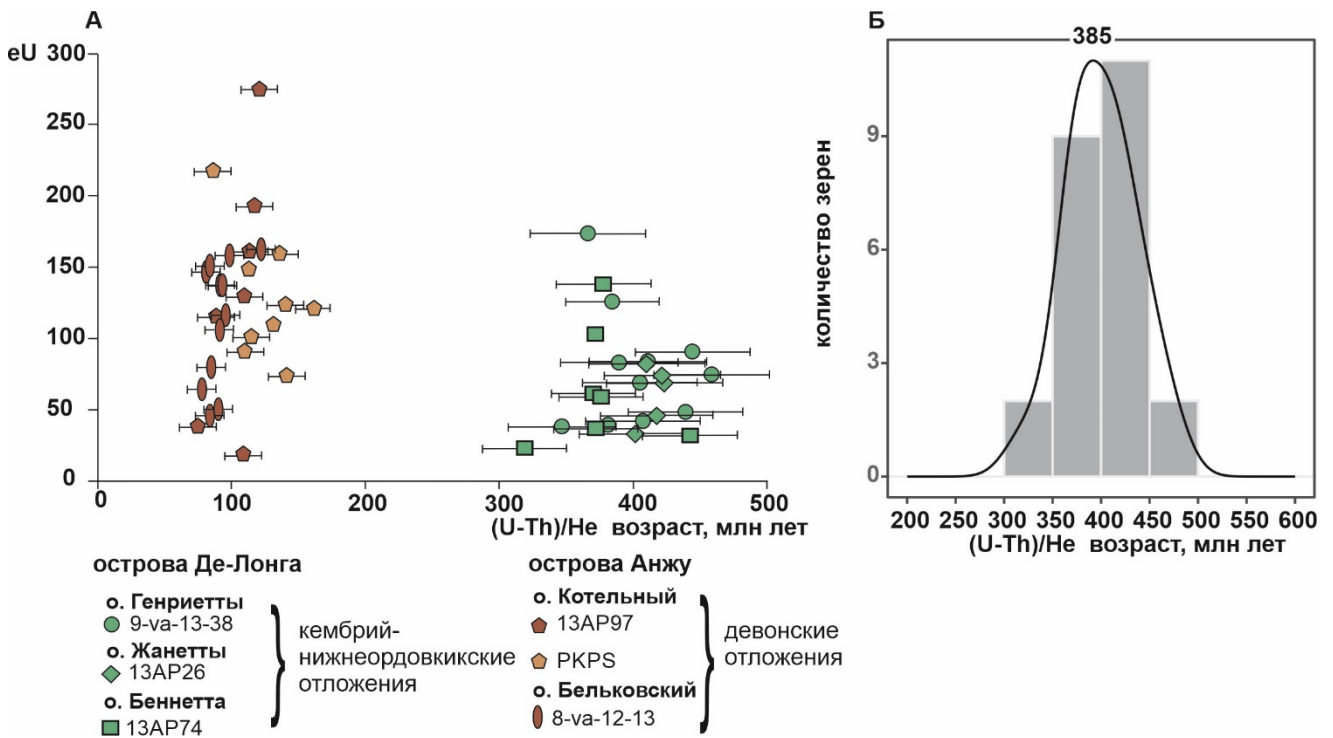 А
eU
300
250
200
150
100
50
0
0
100
200
300
400
500
(U-Th)/He возраст, млн лет
Б
385
количество зерен
9
6
3
0
200 250 300 350 400 450 500 550 600
(U-Th)/He возраст, млн лет
острова Де-Лонга
о. Генриетты
9-va-13-38
о. Жанетты
13AP26
о. Беннетта
13AP74
кембрий-
нижнеордовкикские
отложения
острова Анжу
о. Котельный
13AP97
PKPS
о. Бельковский
8-va-12-13
девонские
отложения